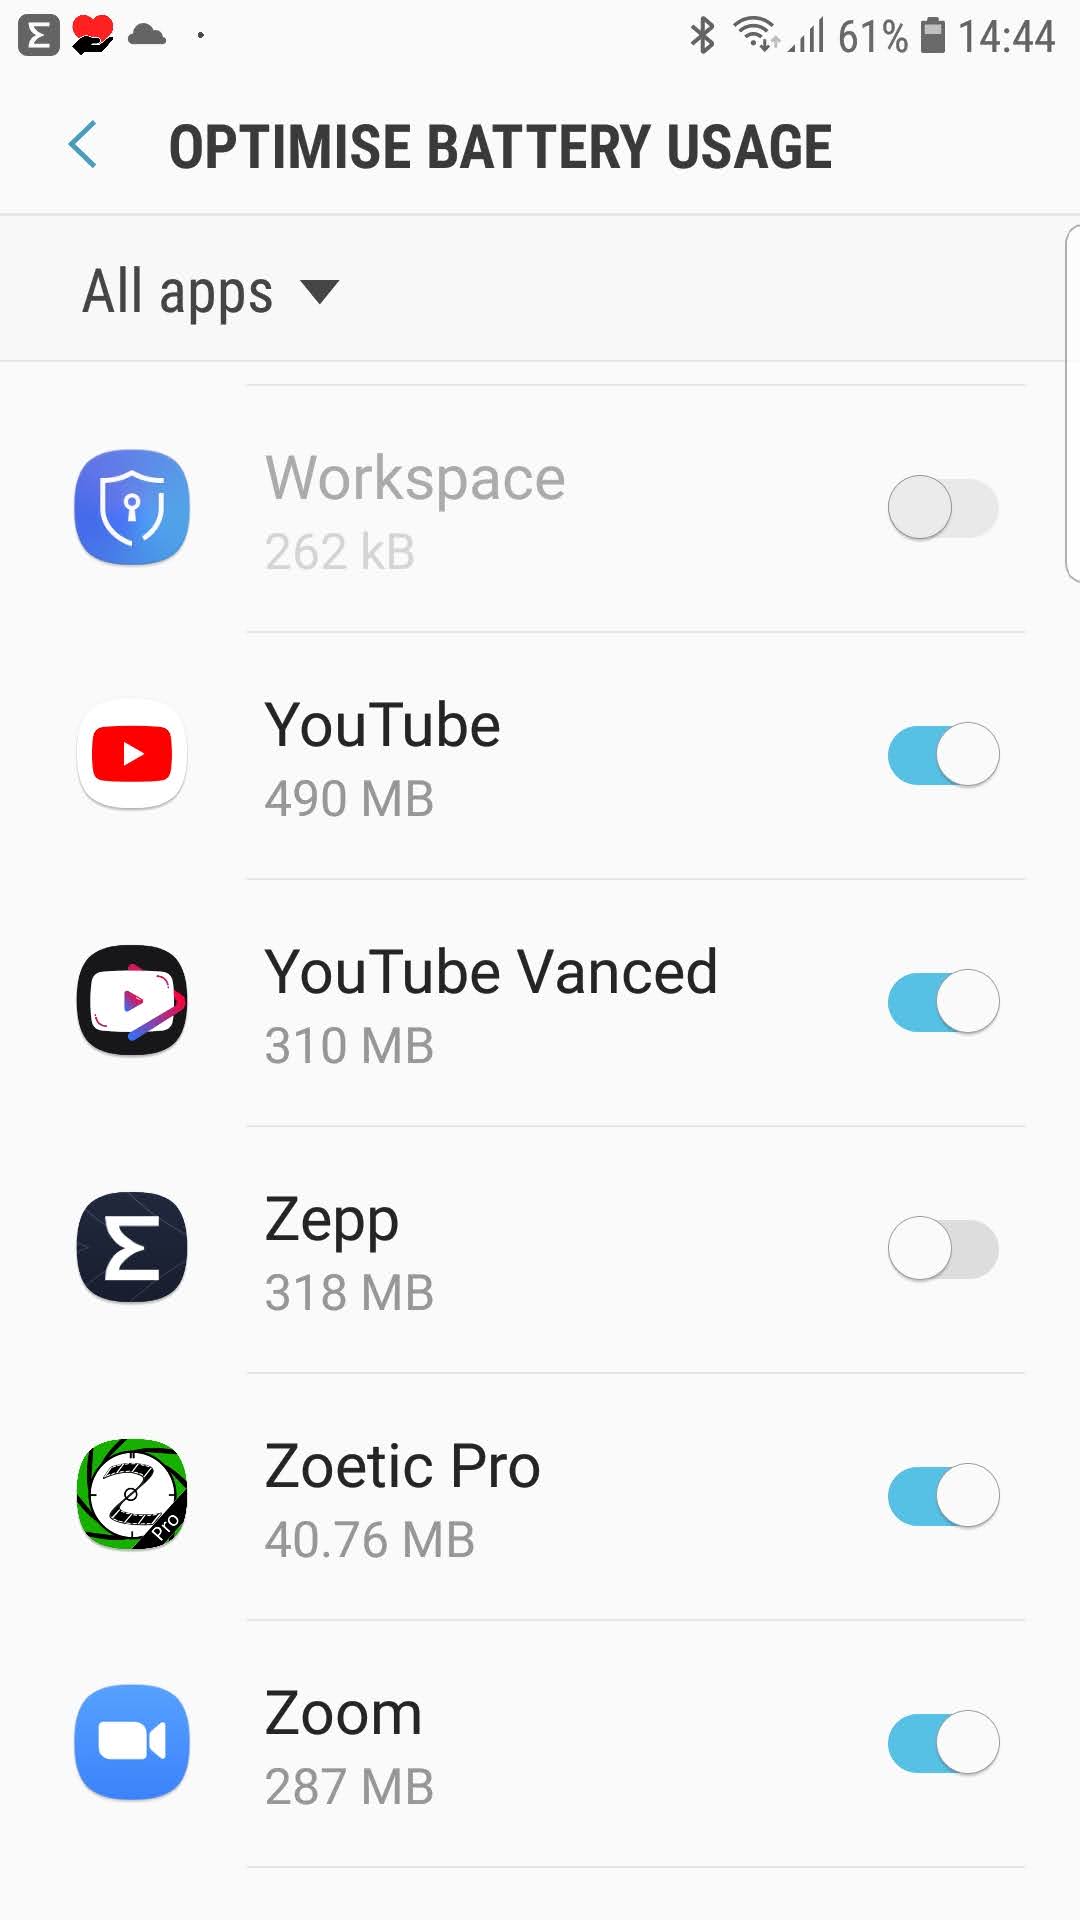 61% 14:44
OPTIMISE BATTERY USAGE
All apps
Workspace
262 kB
YouTube
490 MB
YouTube Vanced
310 MB
Zepp
318 MB
Zoetic Pro
40.76 MB
Pro
Zoom
287 MB